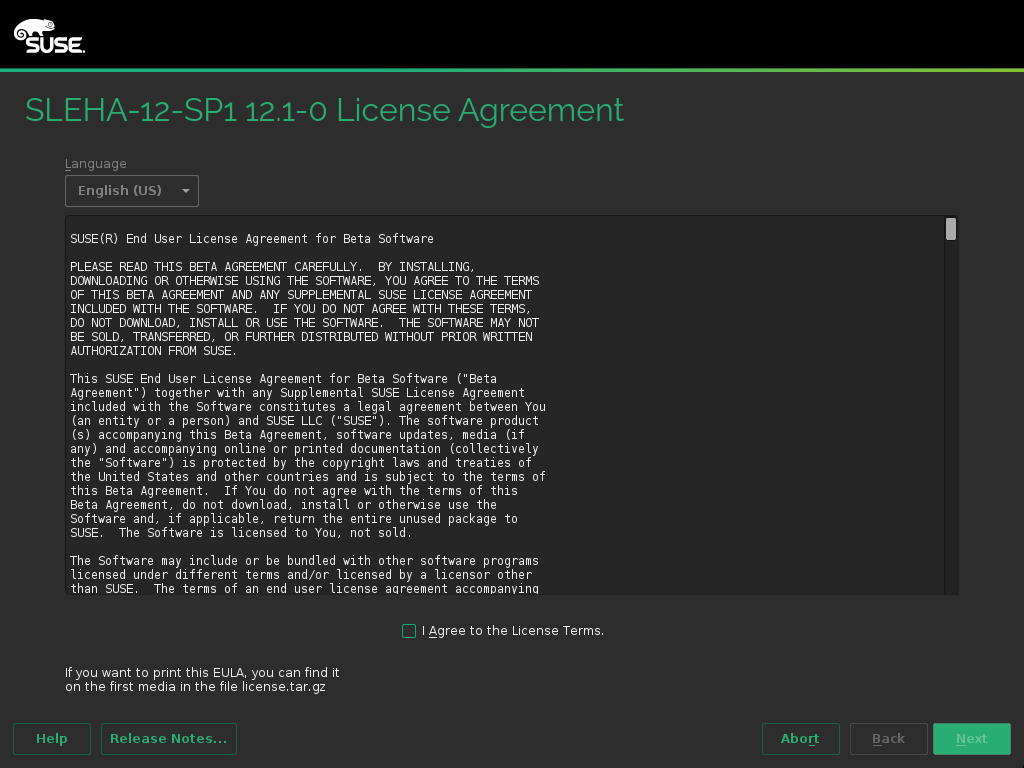 SUSE
SLEHA-12-SP1 12.1-0 License Agreement
Language
English (US)
SUSE(R) End User License Agreement for Beta Software
PLEASE READ THIS BETA AGREEMENT CAREFULLY.  BY INSTALLING,
DOWNLOADING OR OTHERWISE USING THE SOFTWARE, YOU AGREE TO THE TERMS
OF THIS BETA AGREEMENT AND ANY SUPPLEMENTAL SUSE LICENSE AGREEMENT
INCLUDED WITH THE SOFTWARE.  IF YOU DO NOT AGREE WITH THESE TERMS,
DO NOT DOWNLOAD, INSTALL OR USE THE SOFTWARE.  THE SOFTWARE MAY NOT
BE SOLD, TRANSFERRED, OR FURTHER DISTRIBUTED WITHOUT PRIOR WRITTEN
AUTHORIZATION FROM SUSE.
This SUSE End User License Agreement for Beta Software ("Beta
Agreement") together with any Supplemental SUSE License Agreement
included with the Software constitutes a legal agreement between You
(an entity or a person) and SUSE LLC ("SUSE"). The software product
(s) accompanying this Beta Agreement, software updates, media (if
any) and accompanying online or printed documentation (collectively
the "Software") is protected by the copyright laws and treaties of
the United States and other countries and is subject to the terms of
this Beta Agreement.  If You do not agree with the terms of this
Beta Agreement, do not download, install or otherwise use the
Software and, if applicable, return the entire unused package to
SUSE.  The Software is licensed to You, not sold.
The Software may include or be bundled with other software programs
licensed under different terms and/or licensed by a licensor other
than SUSE.  The terms of an end user license agreement accompanying
I Agree to the License Terms.
If you want to print this EULA, you can find it
on the first media in the file license.tar.gz
Help
Release Notes...
Abort
Back
Next